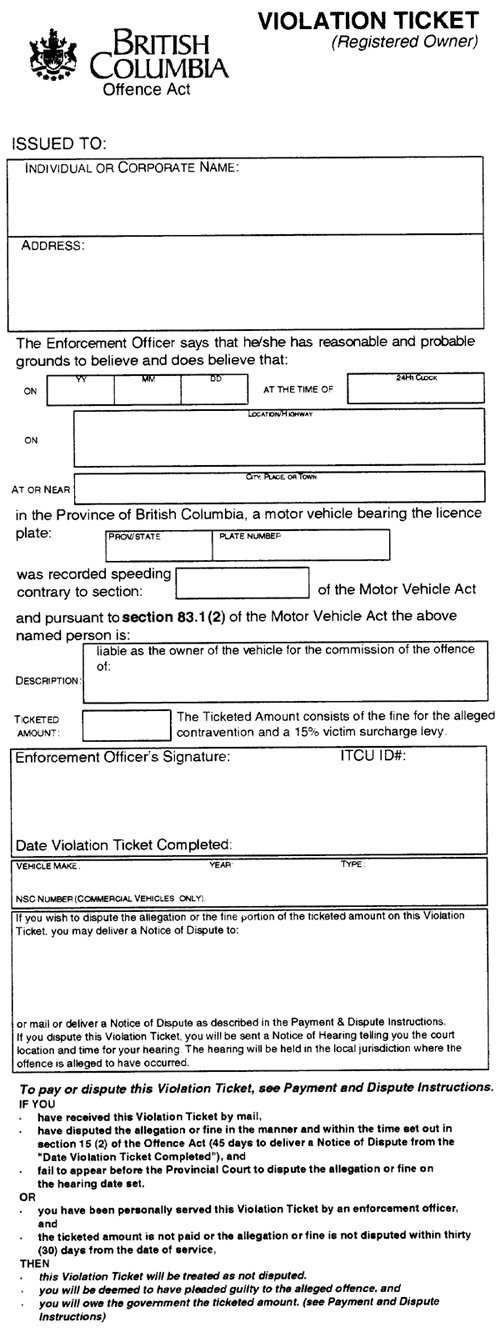 VIOLATION TICKET
(Registered Owner)
BRITISH
COLUMBIA
Offence Act
ISSUED TO:
INDIVIDUAL OR CORPORATE NAME:
ADDRESS:
The Enforcement Officer says that he/she has reasonable and probable
grounds to believe and does believe that:
ON YY MM DD AT THE TIME OF 24HR CLOCK
LOCATION/HIGHWAY
ON
CITY, PLACE, OR TOWN
AT OR NEAR
in the Province of British Columbia, a motor vehicle bearing the licence
plate: PROV/STATE PLATE NUMBER
was recorded speeding
contrary to section: of the Motor Vehicle Act
and pursuant to section 83.1(2) of the Motor Vehicle Act the above
named person is:
liable as the owner of the vehicle for the commission of the offence
of:
DESCRIPTION:
TICKETED AMOUNT: The Ticketed Amount consists of the fine for the alleged
contravention and a 15% victim surcharge levy.
Enforcement Officer's Signature: ITCU ID#:
Date Violation Ticket Completed:
VEHICLE MAKE: YEAR: TYPE:
NSC NUMBER (COMMERCIAL VEHICLES ONLY):
If you wish to dispute the allegation or the fine portion of the ticketed amount on this Violation
Ticket, you may deliver a Notice of Dispute to:
or mail or deliver a Notice of Dispute as described in the Payment & Dispute Instructions.
If you dispute this Violation Ticket, you will be sent a Notice of Hearing telling you the court
location and time for your hearing. The hearing will be held in the local jurisdiction where the
offence is alleged to have occurred.
To pay or dispute this Violation Ticket, see Payment and Dispute Instructions.
IF YOU
· have received this Violation Ticket by mail,
· have disputed the allegation or fine in the manner and within the time set out in
section 15 (2) of the Offence Act (45 days to deliver a Notice of Dispute from the
"Date Violation Ticket Completed"), and
· fail to appear before the Provincial Court to dispute the allegation or fine on
the hearing date set,
OR
· you have been personally served this Violation Ticket by an enforcement officer,
and
· the ticketed amount is not paid or the allegation or fine is not disputed within thirty
(30) days from the date of service,
THEN
· this Violation Ticket will be treated as not disputed.
· you will be deemed to have pleaded guilty to the alleged offence. and
· you will owe the government the ticketed amount. (see Payment and Dispute
Instructions)